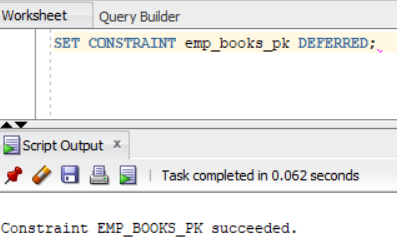 Worksheet Query Builder
SET CONSTRAINT emp_books_pk DEFERRED;
Script Output x
Task completed in 0.062 seconds
Constraint EMP_BOOKS_PK succeeded.